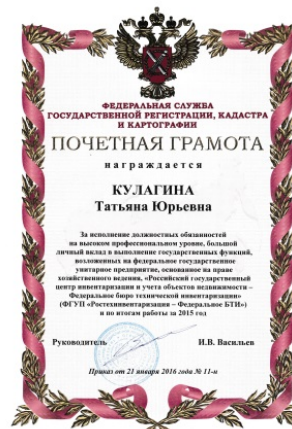 ФЕДЕРАЛЬНАЯ СЛУЖБА
ГОСУДАРСТВЕННОЙ РЕГИСТРАЦИИ, КАДАСТРА
И КАРТОГРАФИИ
ПОЧЕТНАЯ ГРАМОТА
награждается
КУЛАГИНА
Татьяна Юрьевна
За исполнение должностных обязанностей
на высоком профессиональном уровне, большой
личный вклад в выполнение государственных функций,
возложенных на федеральное государственное
унитарное предприятие, основанное на праве
хозяйственного ведения, «Российский государственный
центр инвентаризации и учета объектов недвижимости –
Федеральное бюро технической инвентаризации»
(ФГУП «Ростехинвентаризация – Федеральное БТИ»)
и по итогам работы за 2015 год
Руководитель И.В. Васильев
Приказ от 21 января 2016 года № 11-н